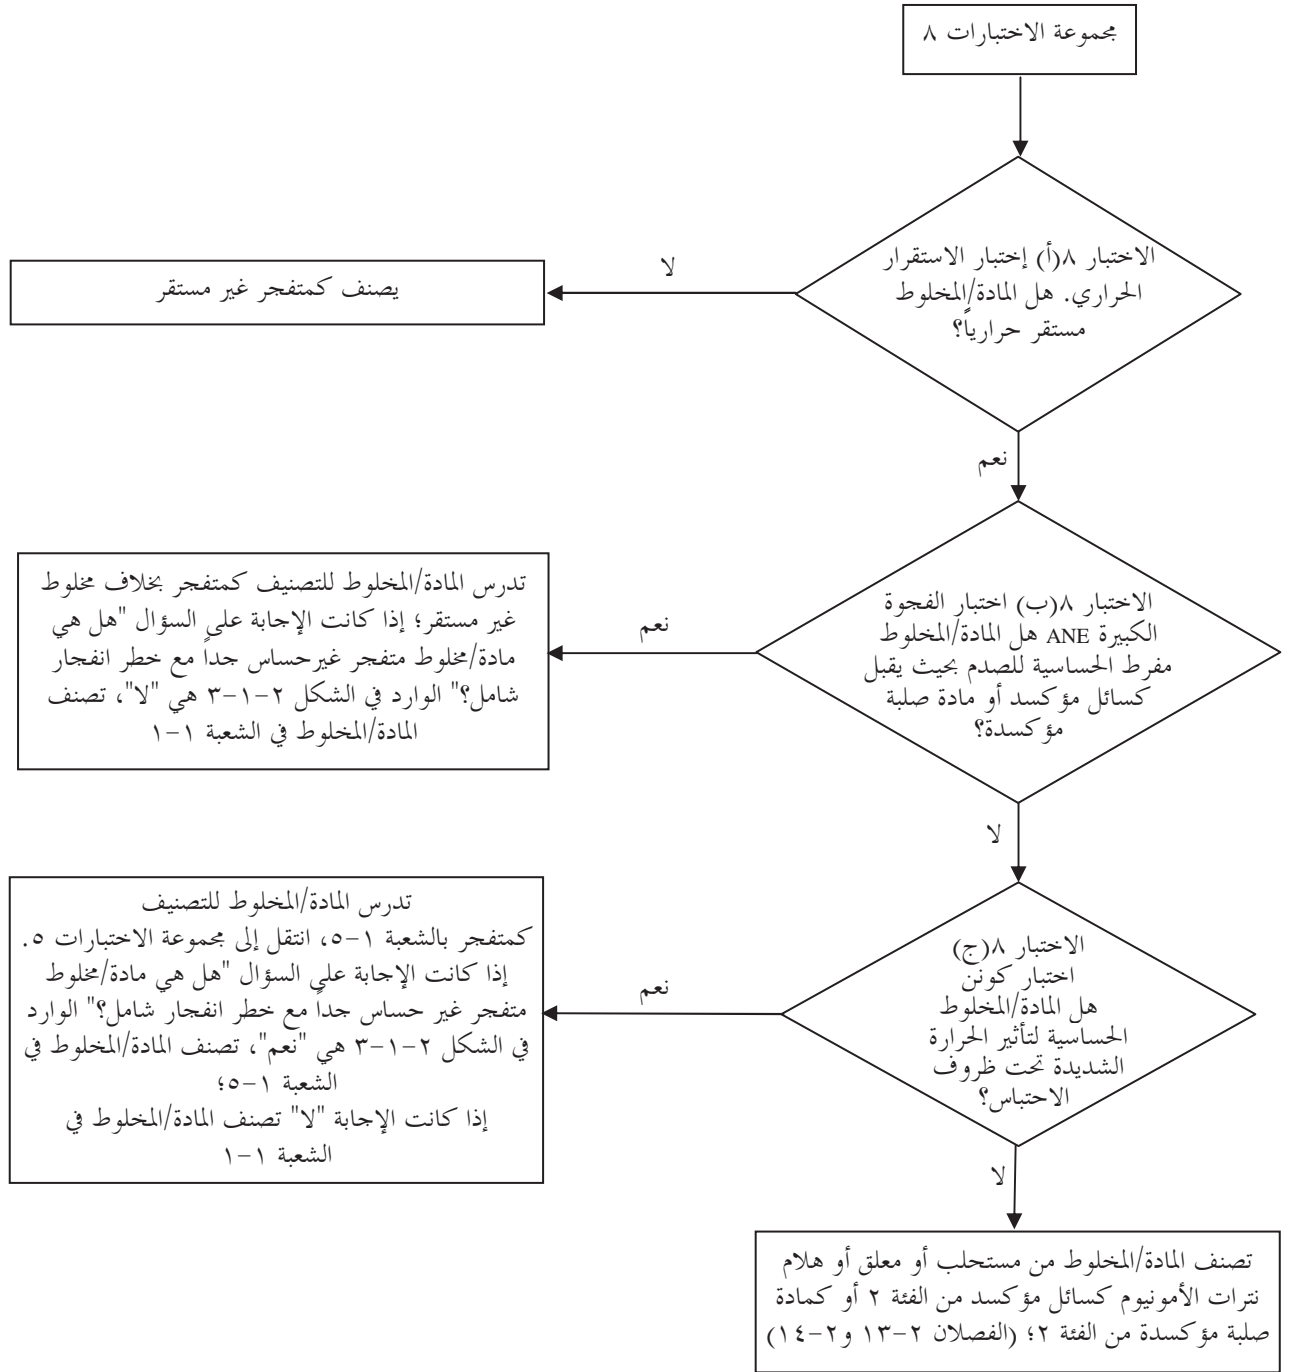 مجموعة الاختبارات ٨
الاختبار ٨(أ) إختبار الاستقرار
الحراري. هل المادة/المخلوط
مستقر حرارياً؟
لا
يصنف كمتفجر غير مستقر
نعم
الاختبار ٨(ب) اختبار الفجوة
الكبيرة ANE هل المادة/المخلوط
مفرط الحساسية للصدم بحيث يقبل
كسائل مؤكسد أو مادة صلبة
مؤكسدة؟
نعم
تدرس المادة/المخلوط للتصنيف كمتفجر بخلاف مخلوط
غير مستقر؛ إذا كانت الإجابة على السؤال "هل هي
مادة/مخلوط متفجر غيرحساس جداً مع خطر انفجار
شامل؟" الوارد في الشكل ٢-١-٣ هي "لا"، تصنف
المادة/المخلوط في الشعبة ١-١
لا
الاختبار ٨(ج)
اختبار كونن
هل المادة/المخلوط
الحساسية لتأثير الحرارة
الشديدة تحت ظروف
الاحتباس؟
نعم
تدرس المادة/المخلوط للتصنيف
كمتفجر بالشعبة ١-٥، انتقل إلى مجموعة الاختبارات ٥.
إذا كانت الإجابة على السؤال "هل هي مادة/مخلوط
متفجر غير حساس جداً مع خطر انفجار شامل؟" الوارد
في الشكل ٢-١-٣ هي "نعم"، تصنف المادة/المخلوط في
الشعبة ١-٥؛
إذا كانت الإجابة "لا" تصنف المادة/المخلوط في
الشعبة ١-١
لا
تصنف المادة/المخلوط من مستحلب أو معلق أو هلام
نترات الأمونيوم كسائل مؤكسد من الفئة ٢ أو كمادة
صلبة مؤكسدة من الفئة ٢؛ (الفصلان ٢-١٣ و٢-١٤)